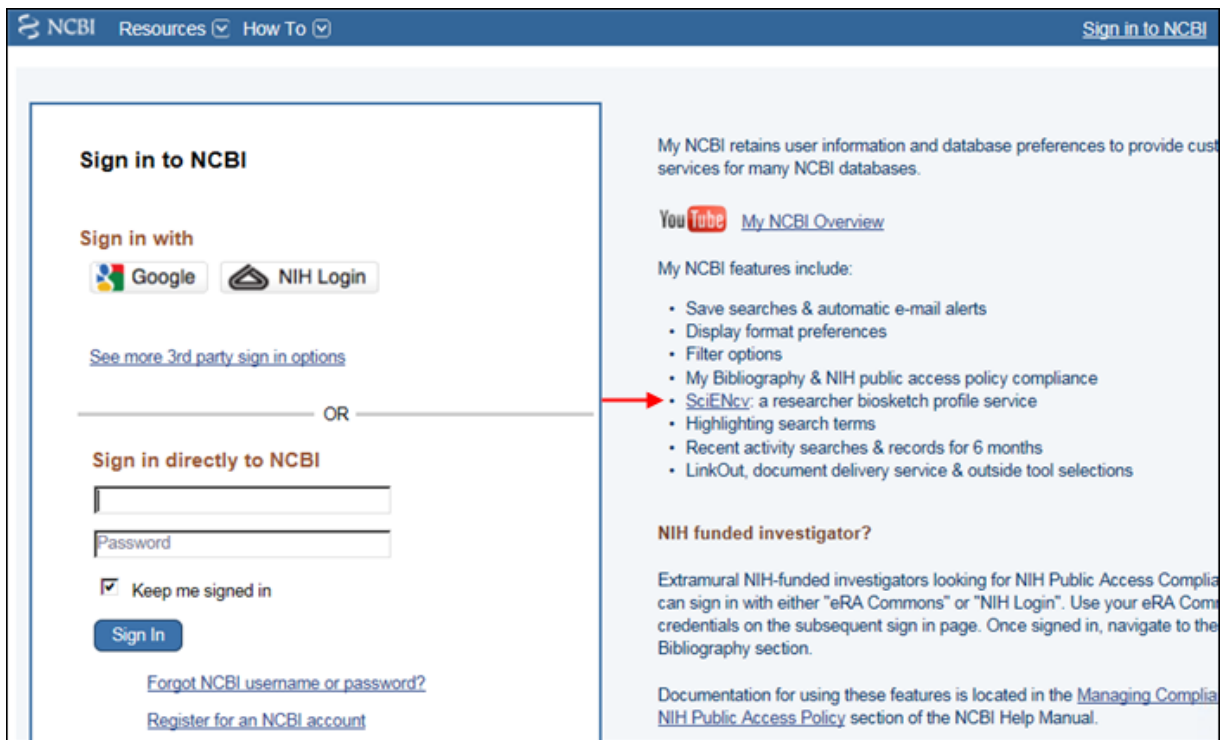 NCBI Resources How To Sign in to NCBI
Sign in to NCBI
Sign in with
Google NIH Login
See more 3rd party sign in options
OR
Sign in directly to NCBI
Password
Keep me signed in
Sign In
Forgot NCBI username or password?
Register for an NCBI account
My NCBI retains user information and database preferences to provide cust
services for many NCBI databases.
YouTube My NCBI Overview
My NCBI features include:
• Save searches & automatic e-mail alerts
• Display format preferences
• Filter options
• My Bibliography & NIH public access policy compliance
• SciENcv: a researcher biosketch profile service
• Highlighting search terms
• Recent activity searches & records for 6 months
• LinkOut, document delivery service & outside tool selections
NIH funded investigator?
Extramural NIH-funded investigators looking for NIH Public Access Complia
can sign in with either "eRA Commons" or "NIH Login". Use your eRA Com
credentials on the subsequent sign in page. Once signed in, navigate to the
Bibliography section.
Documentation for using these features is located in the Managing Complia
NIH Public Access Policy section of the NCBI Help Manual.